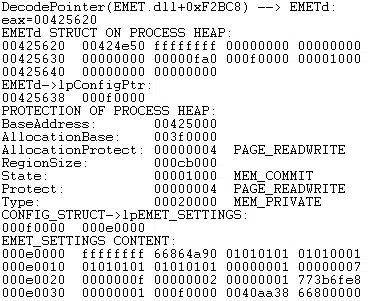 DecodePointer(EMET.dll+0xF2BC8) --> EMETd:
eax=00425620
EMETd STRUCT ON PROCESS HEAP:
00425620  00424e50 ffffffff 00000000 00000000
00425630  00000000 00000fa0 000f0000 00001000
00425640  00000000 00000000
EMETd->lpConfigPtr:
00425638  000f0000
PROTECTION OF PROCESS HEAP:
BaseAddress:       00425000
AllocationBase:    003f0000
AllocationProtect: 00000004  PAGE_READWRITE
RegionSize:        000cb000
State:             00001000  MEM_COMMIT
Protect:           00000004  PAGE_READWRITE
Type:              00020000  MEM_PRIVATE
CONFIG_STRUCT->lpEMET_SETTINGS:
000f0000  000e0000
EMET_SETTINGS CONTENT:
000e0000  ffffffff 66864a90 01010101 01010101
000e0010  01010101 01010101 00000001 00000007
000e0020  0000000f 00000002 00000001 773b6fe8
000e0030  00000001 000f0000 0040aa38 66800000